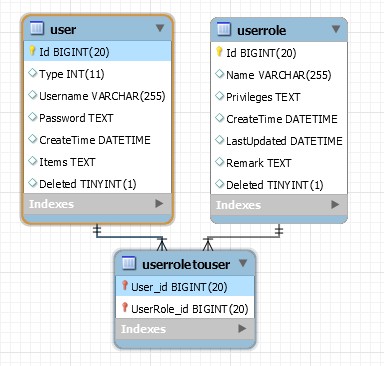 user
Id BIGINT(20)
Type INT(11)
Username VARCHAR(255)
Password TEXT
CreateTime DATETIME
Items TEXT
Deleted TINYINT(1)
Indexes
userrole
Id BIGINT(20)
Name VARCHAR(255)
Privileges TEXT
CreateTime DATETIME
LastUpdated DATETIME
Remark TEXT
Deleted TINYINT(1)
Indexes
userroletouser
User_id BIGINT(20)
UserRole_id BIGINT(20)
Indexes